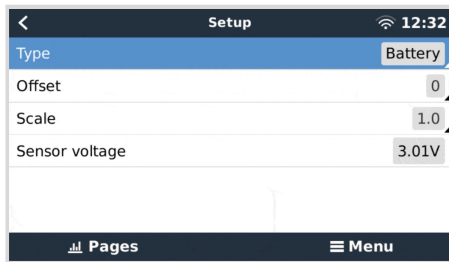 Setup 12:32
Type Battery
Offset 0
Scale 1.0
Sensor voltage 3.01V
Pages Menu